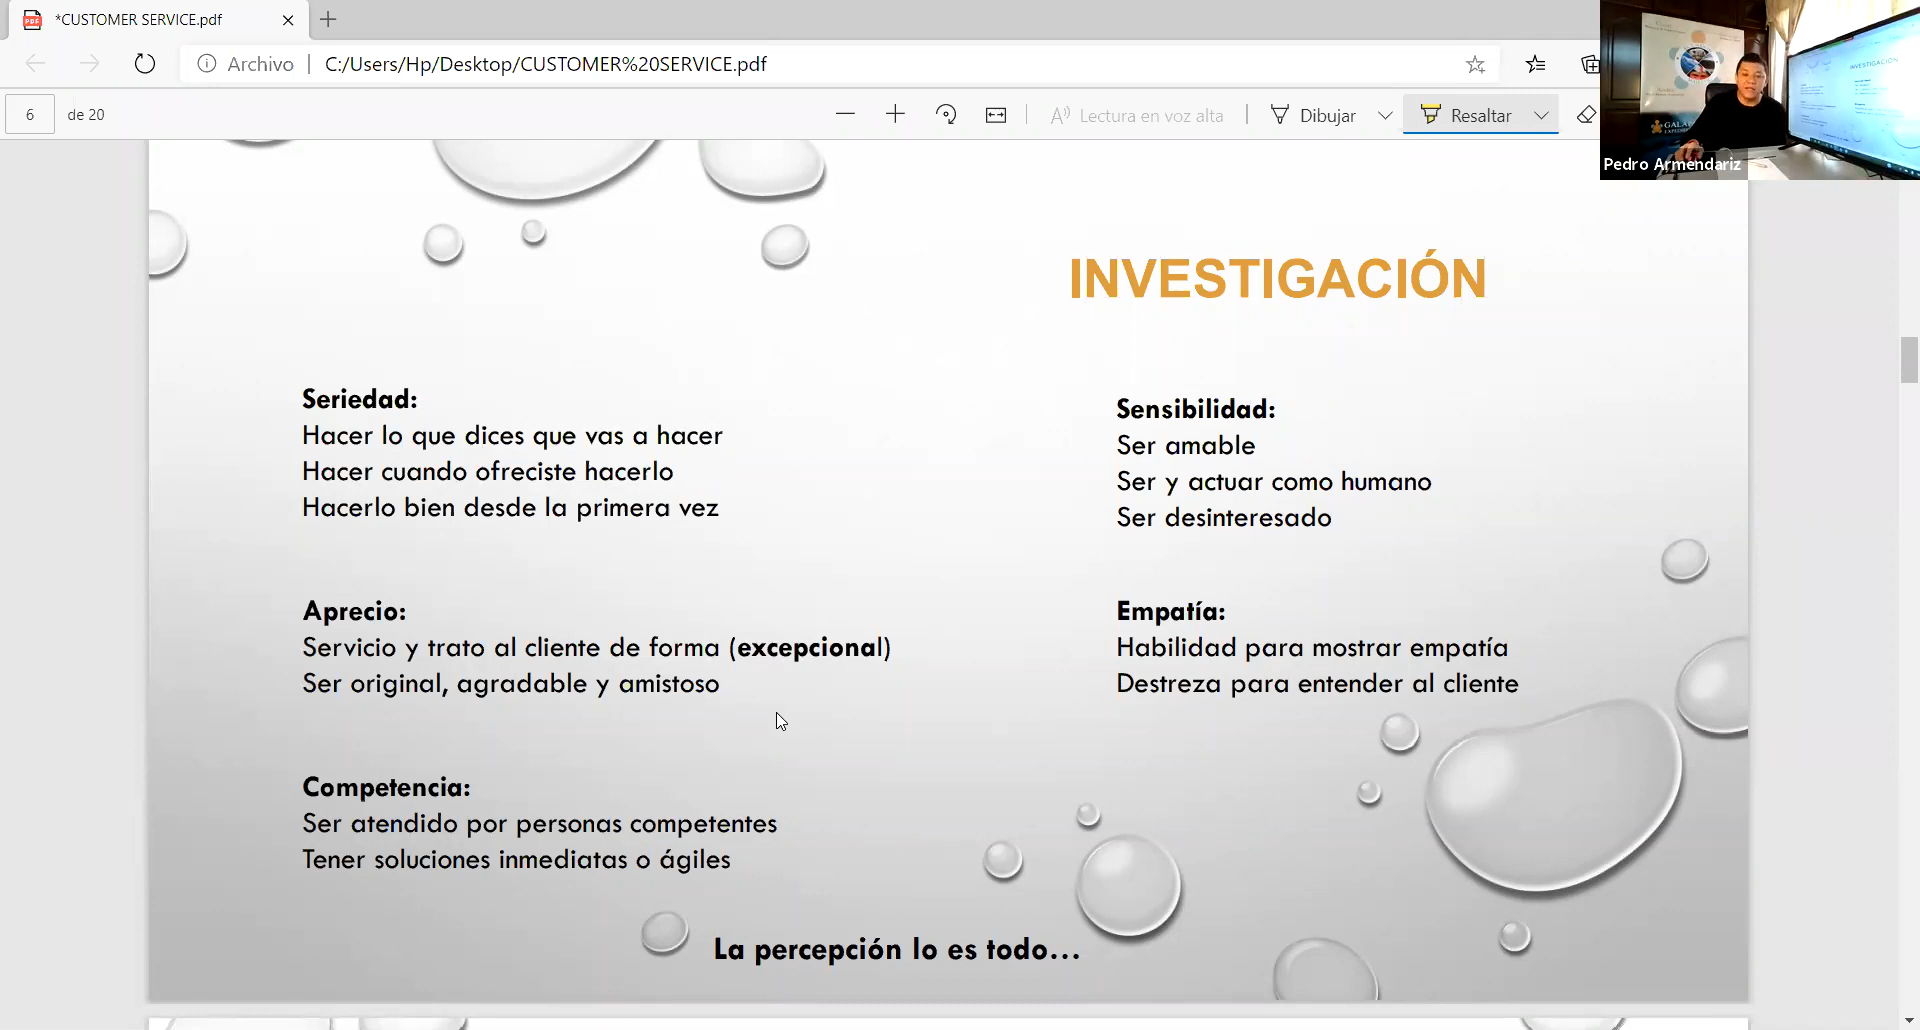 *CUSTOMER SERVICE.pdf
Archivo | C:/Users/Hp/Desktop/CUSTOMER%20SERVICE.pdf
6 de 20
Lectura en voz alta
Dibujar
Resaltar
Pedro Armendariz
INVESTIGACIÓN
INVESTIGACIÓN
Seriedad:
Hacer lo que dices que vas a hacer
Hacer cuando ofreciste hacerlo
Hacerlo bien desde la primera vez
Sensibilidad:
Ser amable
Ser y actuar como humano
Ser desinteresado
Aprecio:
Servicio y trato al cliente de forma (excepcional)
Ser original, agradable y amistoso
Empatía:
Habilidad para mostrar empatía
Destreza para entender al cliente
Competencia:
Ser atendido por personas competentes
Tener soluciones inmediatas o ágiles
La percepción lo es todo...